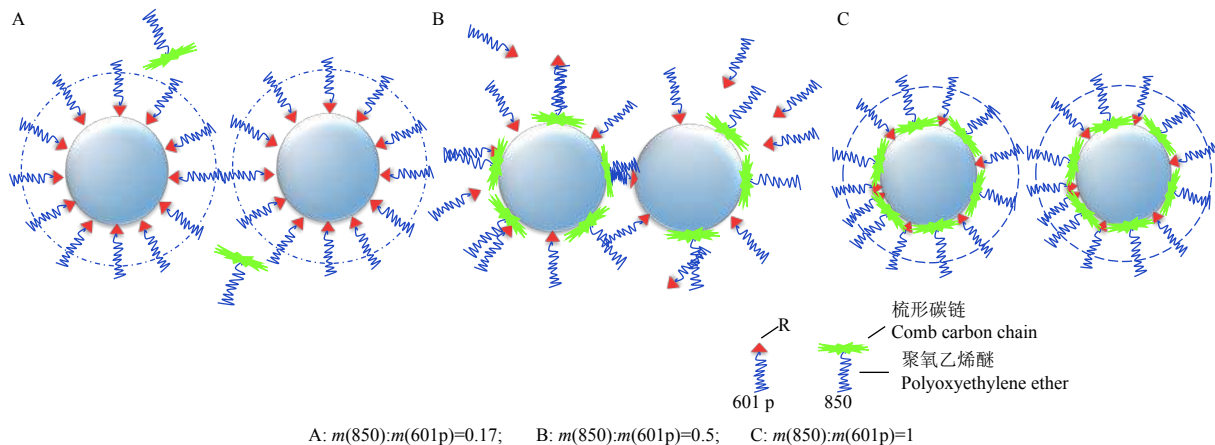 A
B
C
R
梳形碳链
Comb carbon chain
聚氧乙烯醚
Polyoxyethylene ether
601 p
850
A: m(850):m(601p)=0.17; B: m(850):m(601p)=0.5; C: m(850):m(601p)=1